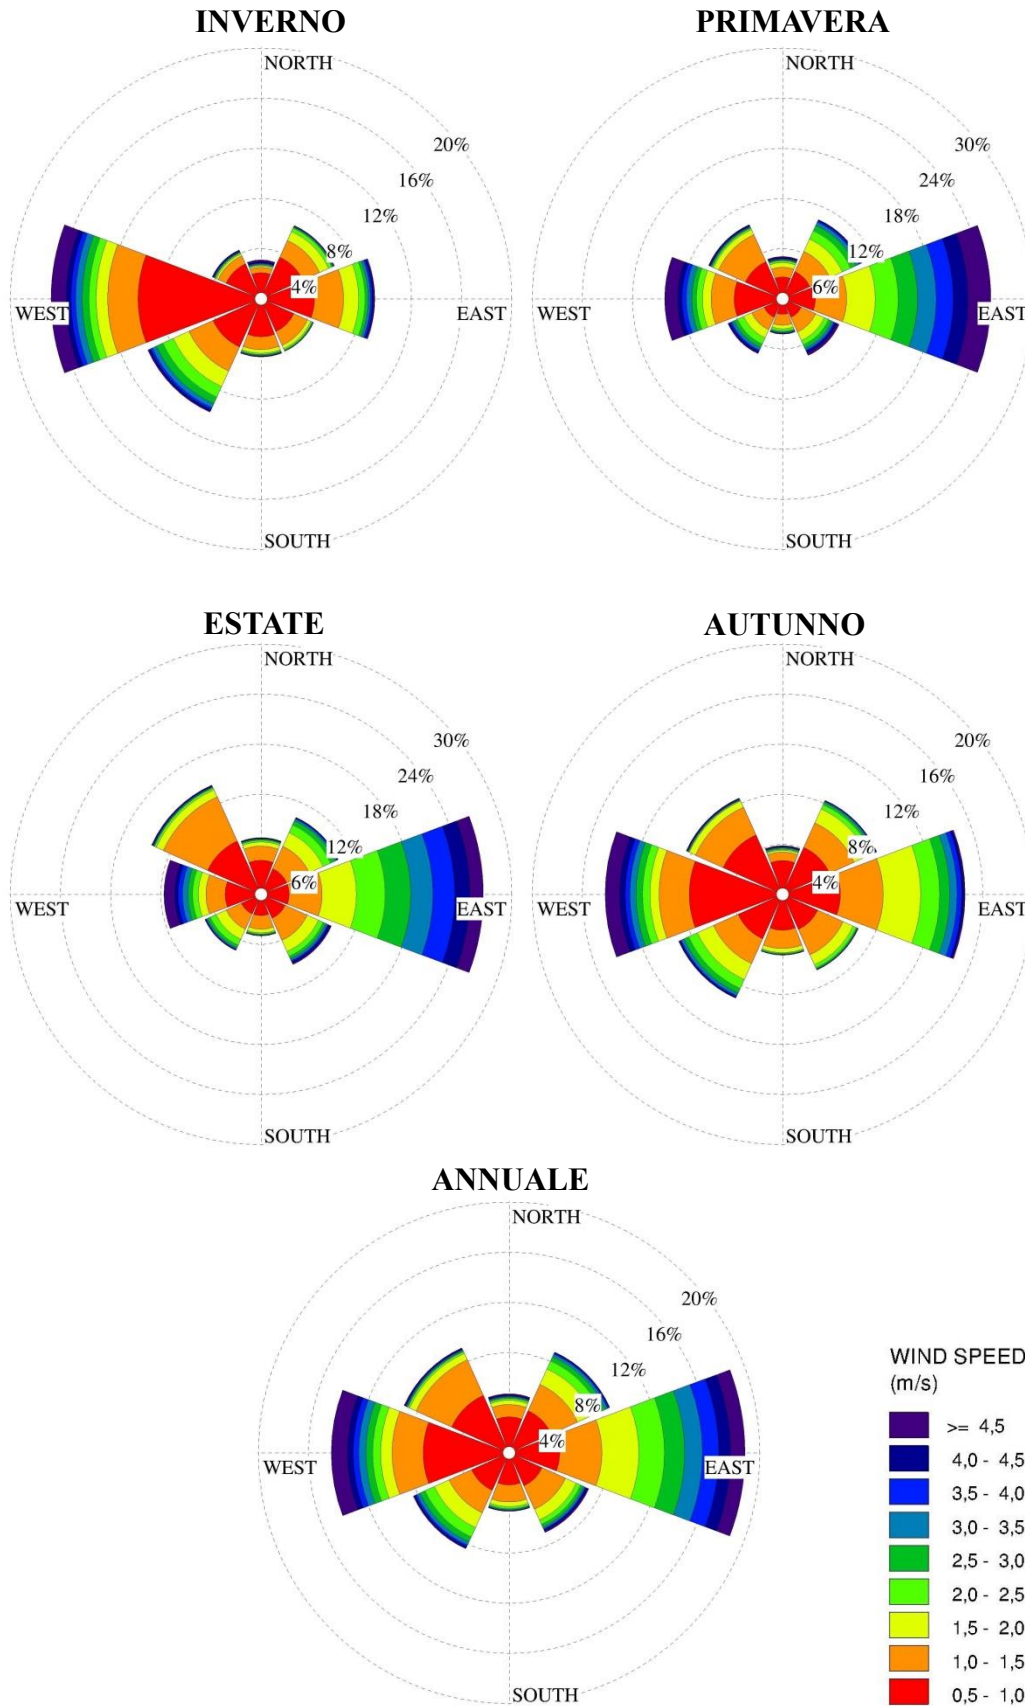 INVERNO
NORTH
20%
16%
12%
8%
4%
WEST
EAST
SOUTH
PRIMAVERA
NORTH
30%
24%
18%
12%
6%
WEST
EAST
SOUTH
ESTATE
NORTH
30%
24%
18%
12%
6%
WEST
EAST
SOUTH
AUTUNNO
NORTH
20%
16%
12%
8%
4%
WEST
EAST
SOUTH
ANNUALE
NORTH
20%
16%
12%
8%
4%
WEST
EAST
SOUTH
WIND SPEED
(m/s)
>= 4,5
4,0 - 4,5
3,5 - 4,0
3,0 - 3,5
2,5 - 3,0
2,0 - 2,5
1,5 - 2,0
1,0 - 1,5
0,5 - 1,0